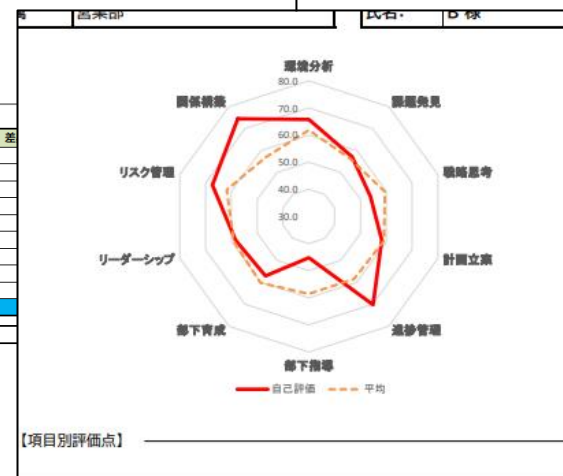 営業部 氏名: B 様
環境分析
80.0
関係構築 70.0 課題発見
60.0
差
50.0
リスク管理 40.0 戦略思考
30.0
リーダーシップ 計画立案
部下育成 進捗管理
部下指導
自己評価 平均
【項目別評価点】